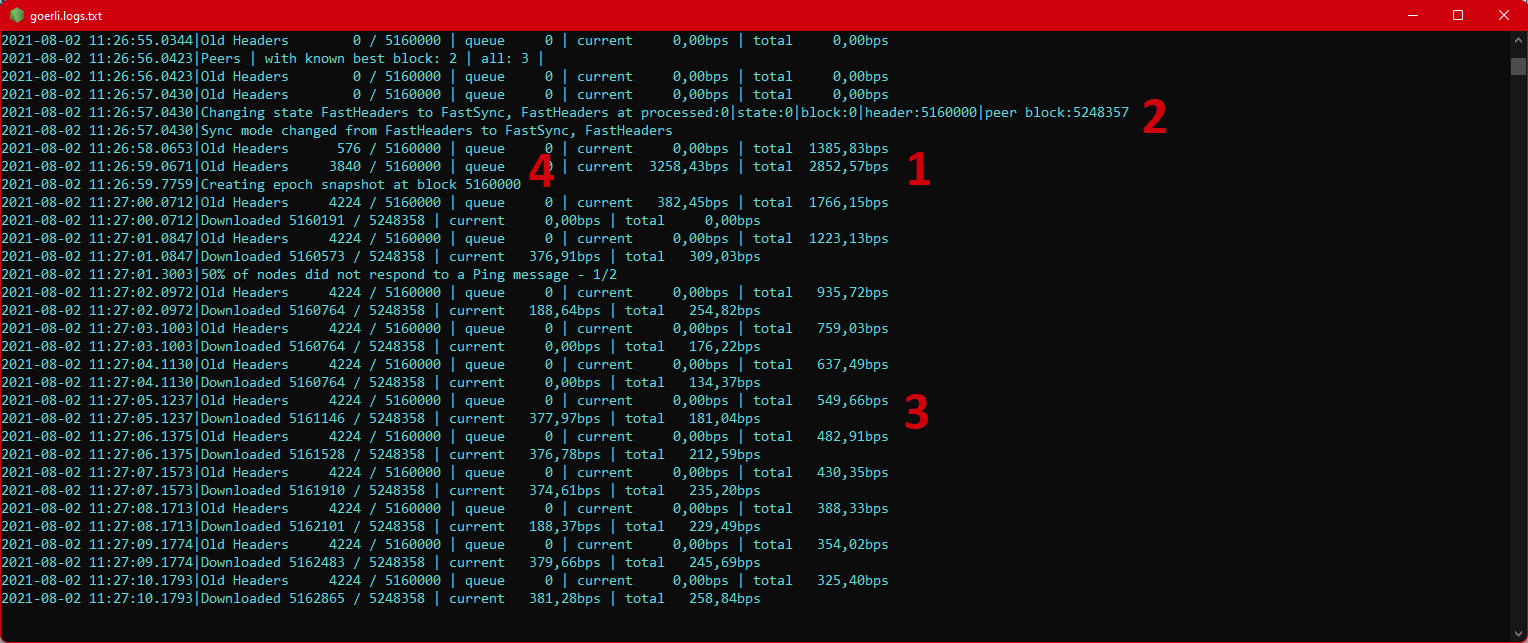 goerli.logs.txt
2021-08-02 11:26:55.0344|Old Headers     0 / 5160000 | queue     0 | current     0,00bps | total     0,00bps
2021-08-02 11:26:56.0423|Peers | with known best block: 2 | all: 3 |
2021-08-02 11:26:56.0423|Old Headers     0 / 5160000 | queue     0 | current     0,00bps | total     0,00bps
2021-08-02 11:26:57.0430|Old Headers     0 / 5160000 | queue     0 | current     0,00bps | total     0,00bps
2021-08-02 11:26:57.0430|Changing state FastHeaders to FastSync, FastHeaders at processed:0|state:0|block:0|header:5160000|peer block:5248357 2
2021-08-02 11:26:57.0430|Sync mode changed from FastHeaders to FastSync, FastHeaders
2021-08-02 11:26:58.0653|Old Headers     576 / 5160000 | queue     0 | current     0,00bps | total  1385,83bps
2021-08-02 11:26:59.0671|Old Headers     3840 / 5160000 | queue     0 | current  3258,43bps | total  2852,57bps 1
2021-08-02 11:26:59.7759|Creating epoch snapshot at block 5160000 4
2021-08-02 11:27:00.0712|Old Headers     4224 / 5160000 | queue     0 | current   382,45bps | total  1766,15bps
2021-08-02 11:27:00.0712|Downloaded 5160191 / 5248358 | current     0,00bps | total     0,00bps
2021-08-02 11:27:01.0847|Old Headers     4224 / 5160000 | queue     0 | current     0,00bps | total  1223,13bps
2021-08-02 11:27:01.0847|Downloaded 5160573 / 5248358 | current   376,91bps | total   309,03bps
2021-08-02 11:27:01.3003|50% of nodes did not respond to a Ping message - 1/2
2021-08-02 11:27:02.0972|Old Headers     4224 / 5160000 | queue     0 | current     0,00bps | total   935,72bps
2021-08-02 11:27:02.0972|Downloaded 5160764 / 5248358 | current   188,64bps | total   254,82bps
2021-08-02 11:27:03.1003|Old Headers     4224 / 5160000 | queue     0 | current     0,00bps | total   759,03bps
2021-08-02 11:27:03.1003|Downloaded 5160764 / 5248358 | current     0,00bps | total   176,22bps
2021-08-02 11:27:04.1130|Old Headers     4224 / 5160000 | queue     0 | current     0,00bps | total   637,49bps
2021-08-02 11:27:04.1130|Downloaded 5160764 / 5248358 | current     0,00bps | total   134,37bps
2021-08-02 11:27:05.1237|Old Headers     4224 / 5160000 | queue     0 | current     0,00bps | total   549,66bps 3
2021-08-02 11:27:05.1237|Downloaded 5161146 / 5248358 | current   377,97bps | total   181,04bps
2021-08-02 11:27:06.1375|Old Headers     4224 / 5160000 | queue     0 | current     0,00bps | total   482,91bps
2021-08-02 11:27:06.1375|Downloaded 5161528 / 5248358 | current   376,78bps | total   212,59bps
2021-08-02 11:27:07.1573|Old Headers     4224 / 5160000 | queue     0 | current     0,00bps | total   430,35bps
2021-08-02 11:27:07.1573|Downloaded 5161910 / 5248358 | current   374,61bps | total   235,20bps
2021-08-02 11:27:08.1713|Old Headers     4224 / 5160000 | queue     0 | current     0,00bps | total   388,33bps
2021-08-02 11:27:08.1713|Downloaded 5162101 / 5248358 | current   188,37bps | total   229,49bps
2021-08-02 11:27:09.1774|Old Headers     4224 / 5160000 | queue     0 | current     0,00bps | total   354,02bps
2021-08-02 11:27:09.1774|Downloaded 5162483 / 5248358 | current   379,66bps | total   245,69bps
2021-08-02 11:27:10.1793|Old Headers     4224 / 5160000 | queue     0 | current     0,00bps | total   325,40bps
2021-08-02 11:27:10.1793|Downloaded 5162865 / 5248358 | current   381,28bps | total   258,84bps